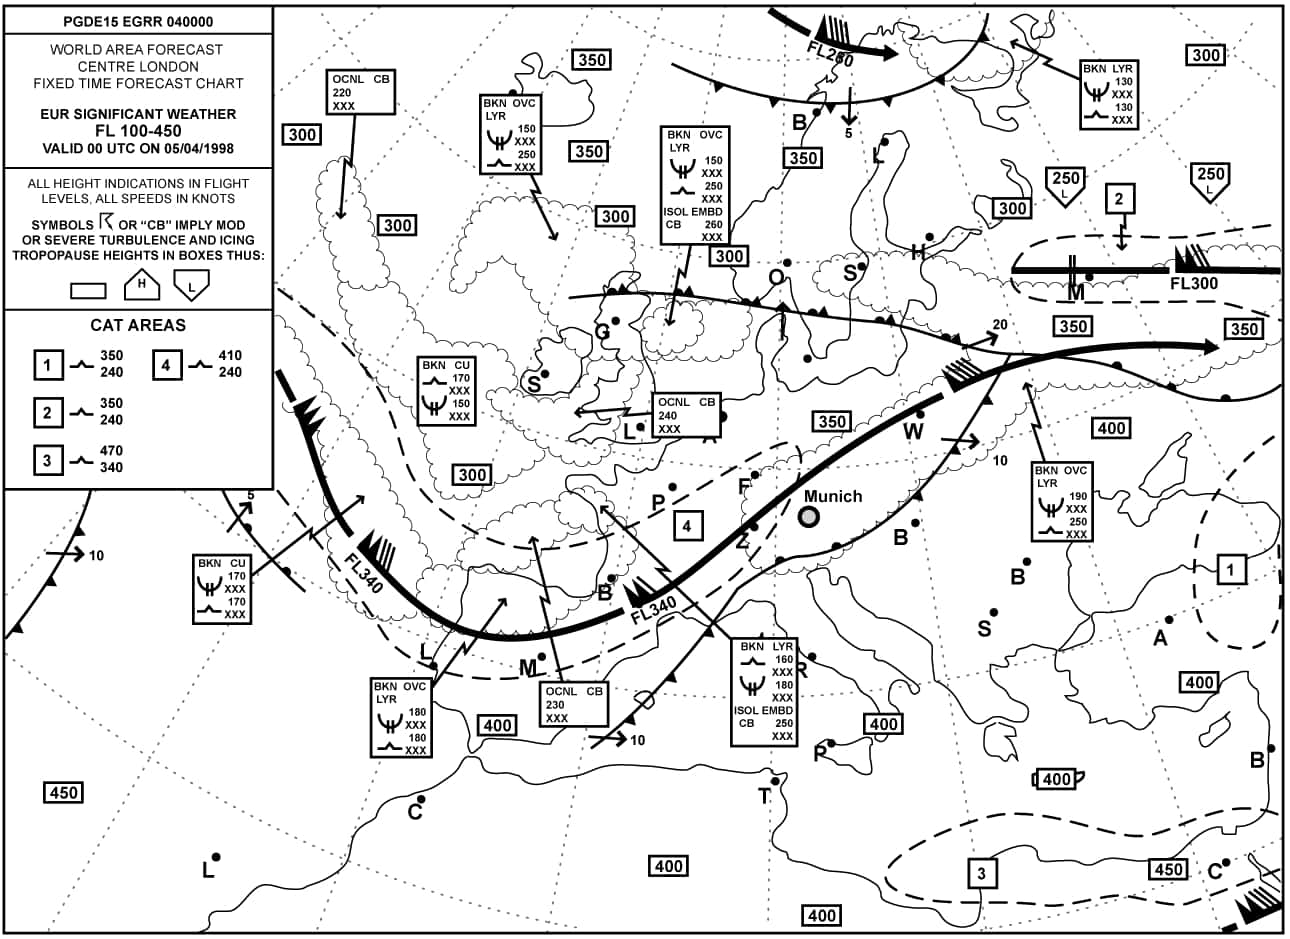 PGDE15 EGRR 040000
WORLD AREA FORECAST
CENTRE LONDON
FIXED TIME FORECAST CHART
EUR SIGNIFICANT WEATHER
FL 100-450
VALID 00 UTC ON 05/04/1998
ALL HEIGHT INDICATIONS IN FLIGHT
LEVELS, ALL SPEEDS IN KNOTS
SYMBOLS OR “CB” IMPLY MOD
OR SEVERE TURBULENCE AND ICING
TROPOPAUSE HEIGHTS IN BOXES THUS:
H
L
CAT AREAS
1
350
240
4
410
240
2
350
240
3
470
340
OCNL CB
220
XXX
300
350
BKN OVC
LYR
150
XXX
250
XXX
350
300
300
BKN OVC
LYR
150
XXX
250
XXX
ISOL EMBD
CB 260
XXX
300
FL280
B
5
350
L
300
BKN LYR
130
XXX
130
XXX
300
250
L
2
250
L
H
O
S
M
FL300
350
350
20
G
S
BKN CU
170
XXX
150
XXX
OCNL CB
240
XXX
L
A
350
W
10
400
300
P
F
4
Z
Munich
B
BKN OVC
LYR
190
XXX
250
XXX
B
S
1
A
5
10
BKN CU
170
XXX
170
XXX
FL340
FL340
B
L
M
BKN OVC
LYR
180
XXX
180
XXX
400
OCNL CB
230
XXX
10
BKN LYR
160
XXX
180
XXX
ISOL EMBD
CB 250
XXX
R
P
400
400
B
400
450
C
T
L
400
3
450
C
400